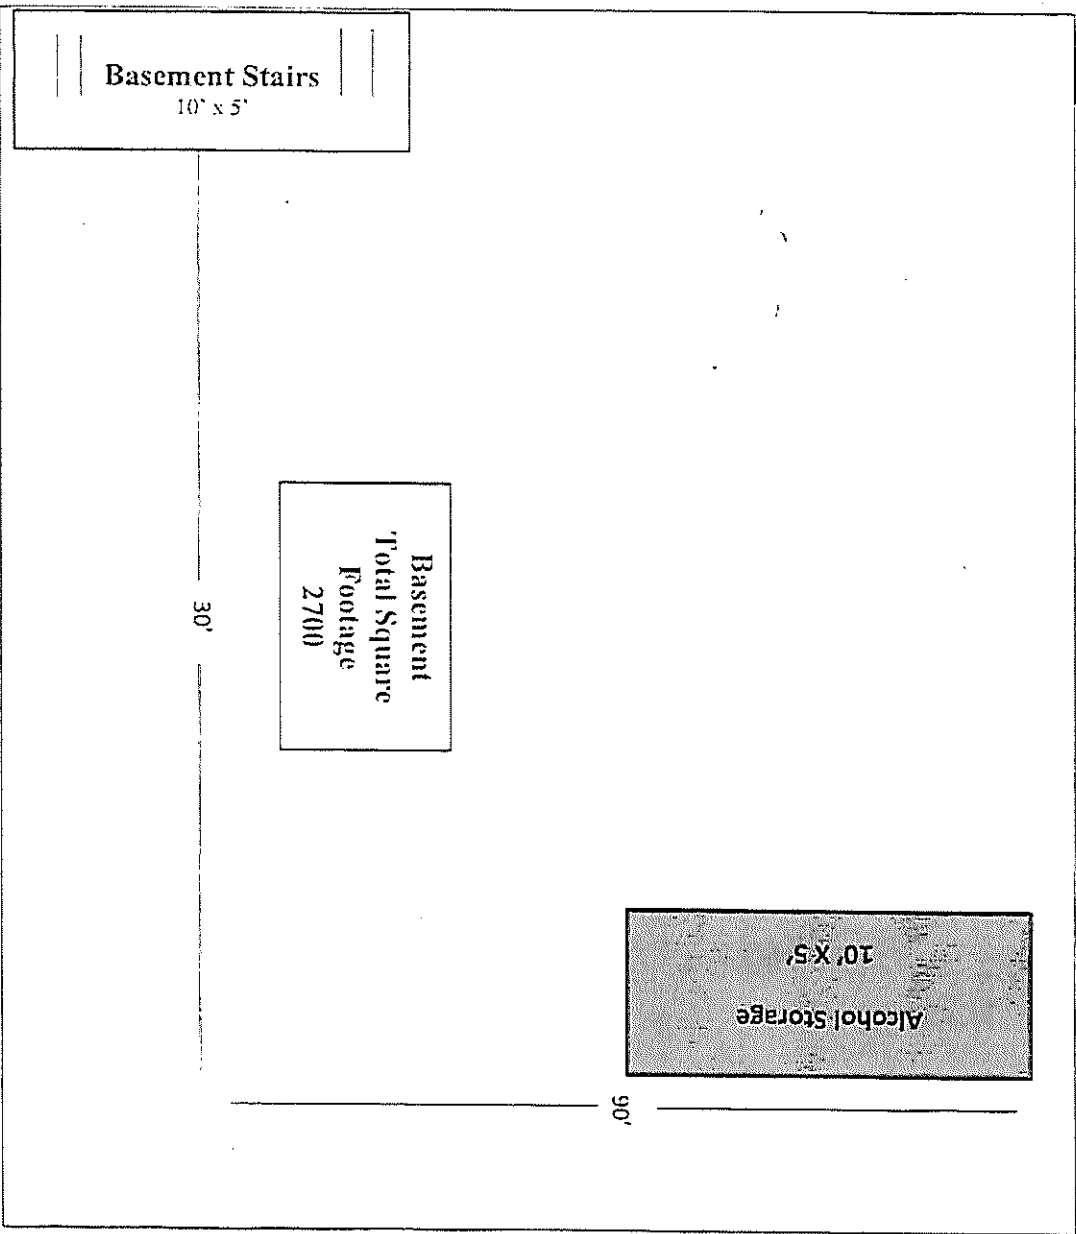 Basement Stairs
10' x 5'
Basement
Total Square
Footage
2700
30'
Alcohol Storage
10' X 5'
90'